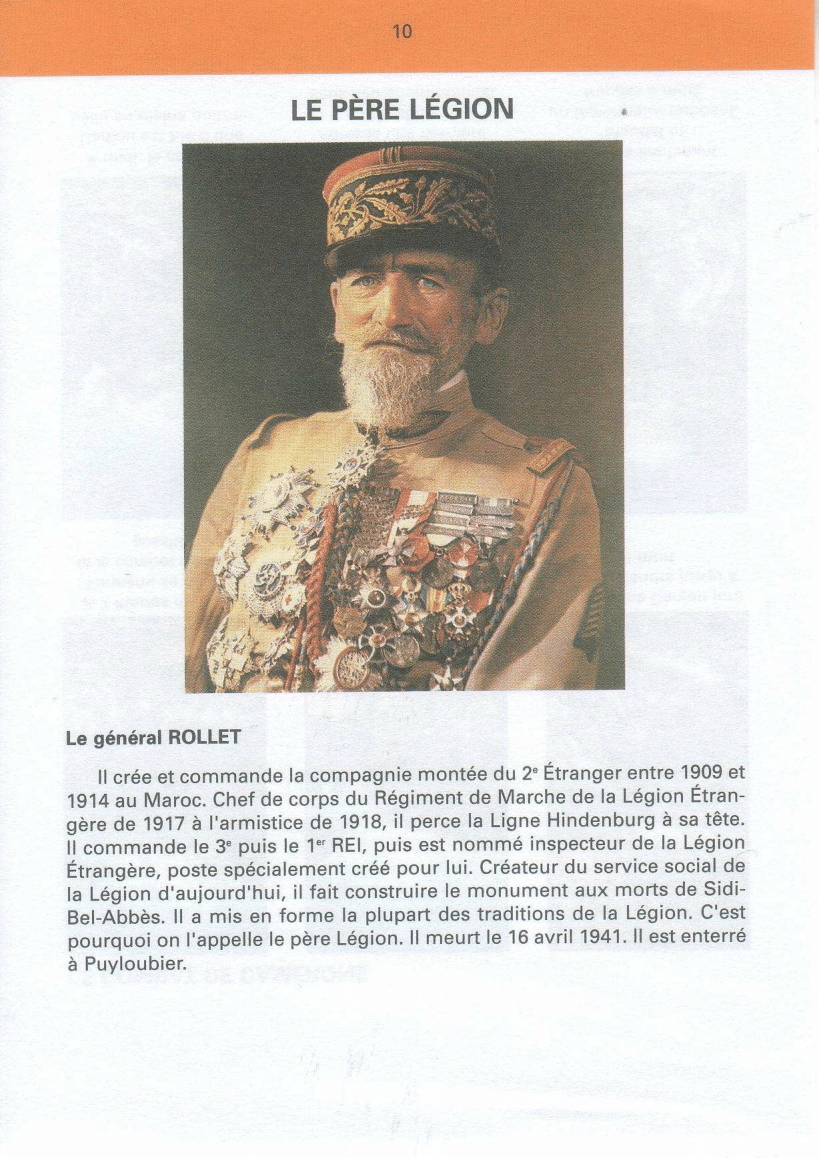 10
LE PÈRE LÉGION
Le général ROLLET
Il crée et commande la compagnie montée du 2e Étranger entre 1909 et
1914 au Maroc. Chef de corps du Régiment de Marche de la Légion Étran-
gère de 1917 à l'armistice de 1918, il perce la Ligne Hindenburg à sa tête.
Il commande le 3e puis le 1er REI, puis est nommé inspecteur de la Légion
Étrangère, poste spécialement créé pour lui. Créateur du service social de
la Légion d'aujourd'hui, il fait construire le monument aux morts de Sidi-
Bel-Abbès. Il a mis en forme la plupart des traditions de la Légion. C'est
pourquoi on l'appelle le père Légion. Il meurt le 16 avril 1941. Il est enterré
à Puyloubier.